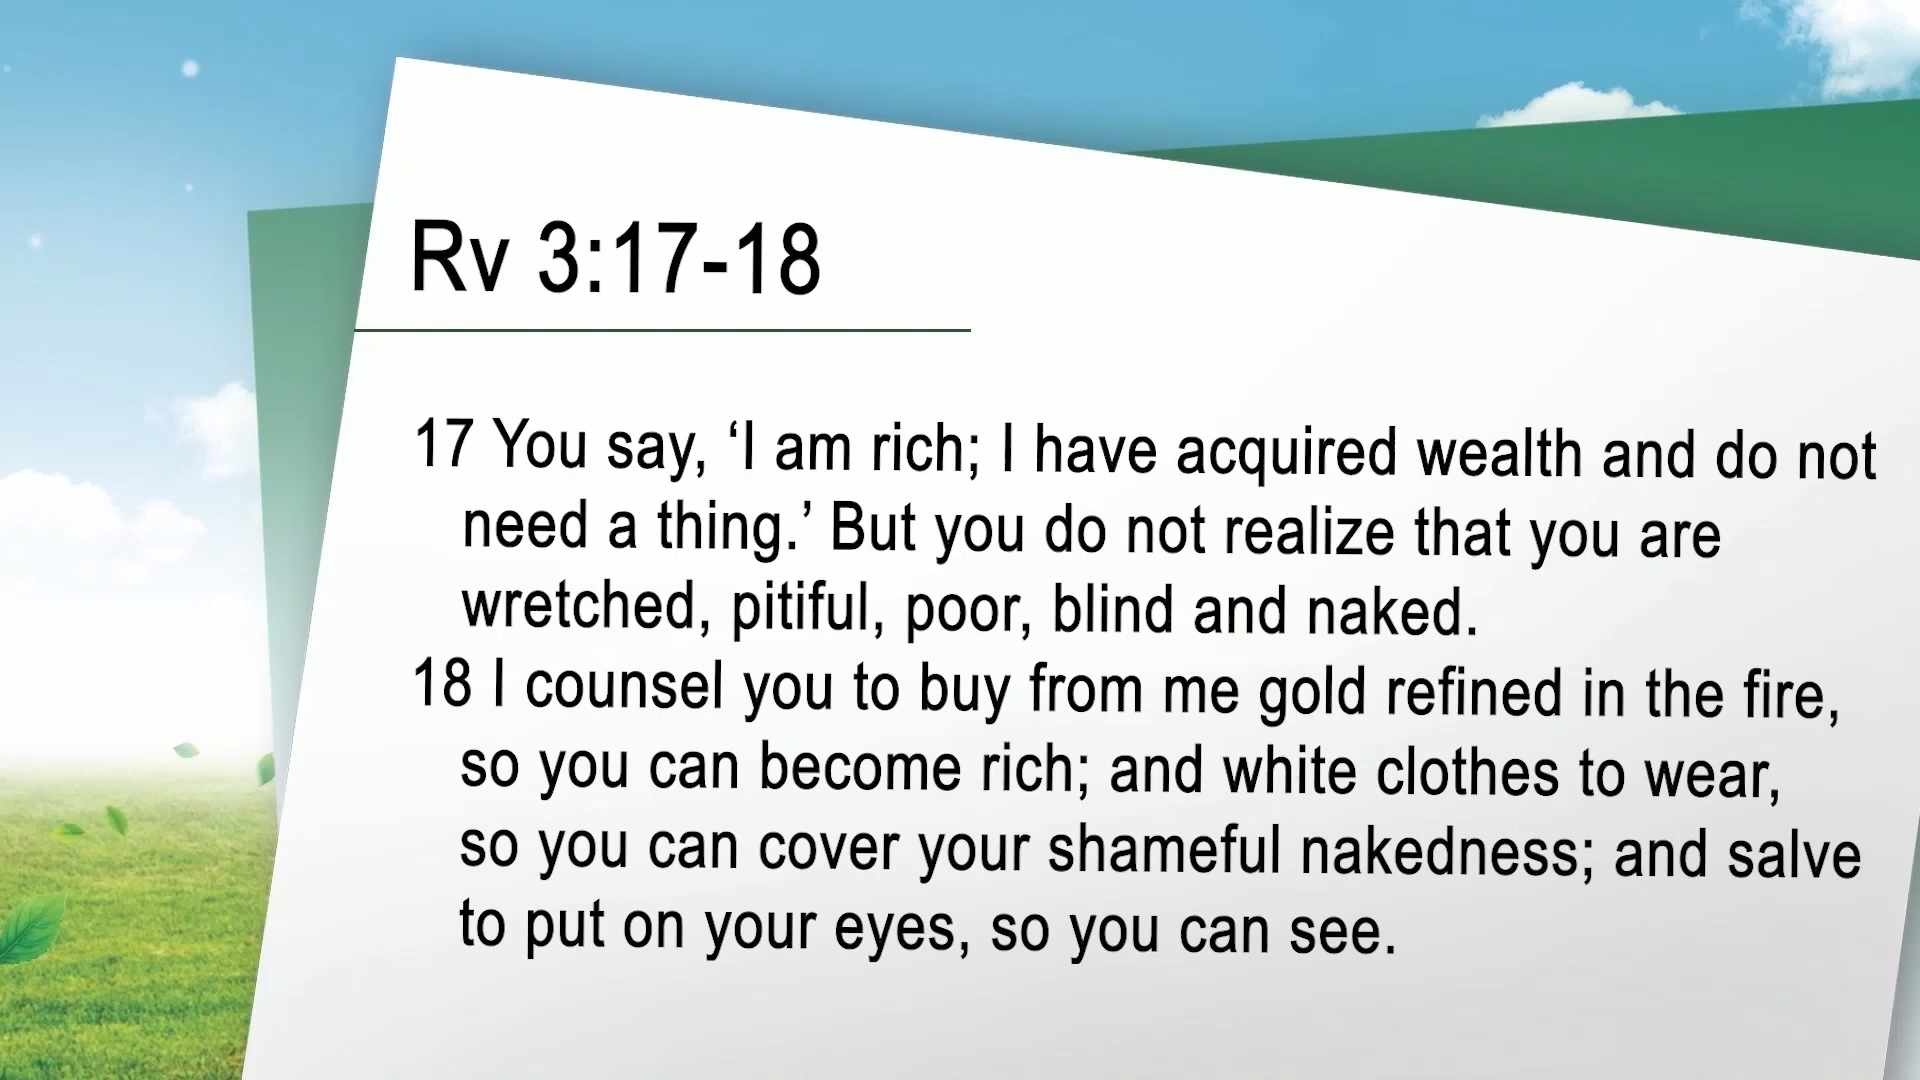 Rv 3:17-18
17 You say, ‘I am rich; I have acquired wealth and do not
need a thing.’ But you do not realize that you are
wretched, pitiful, poor, blind and naked.
18 I counsel you to buy from me gold refined in the fire,
so you can become rich; and white clothes to wear,
so you can cover your shameful nakedness; and salve
to put on your eyes, so you can see.